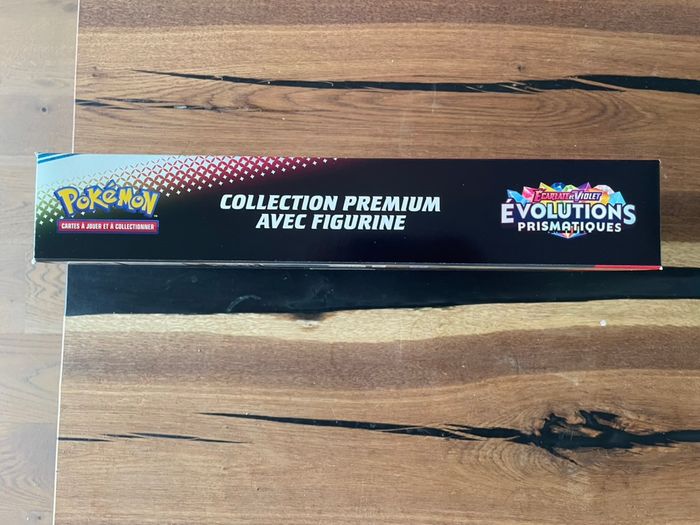 Pokémon
CARTES À JOUER ET À COLLECTIONNER
COLLECTION PREMIUM
AVEC FIGURINE
ÉCARLATE ET VIOLET
ÉVOLUTIONS
PRISMATIQUES